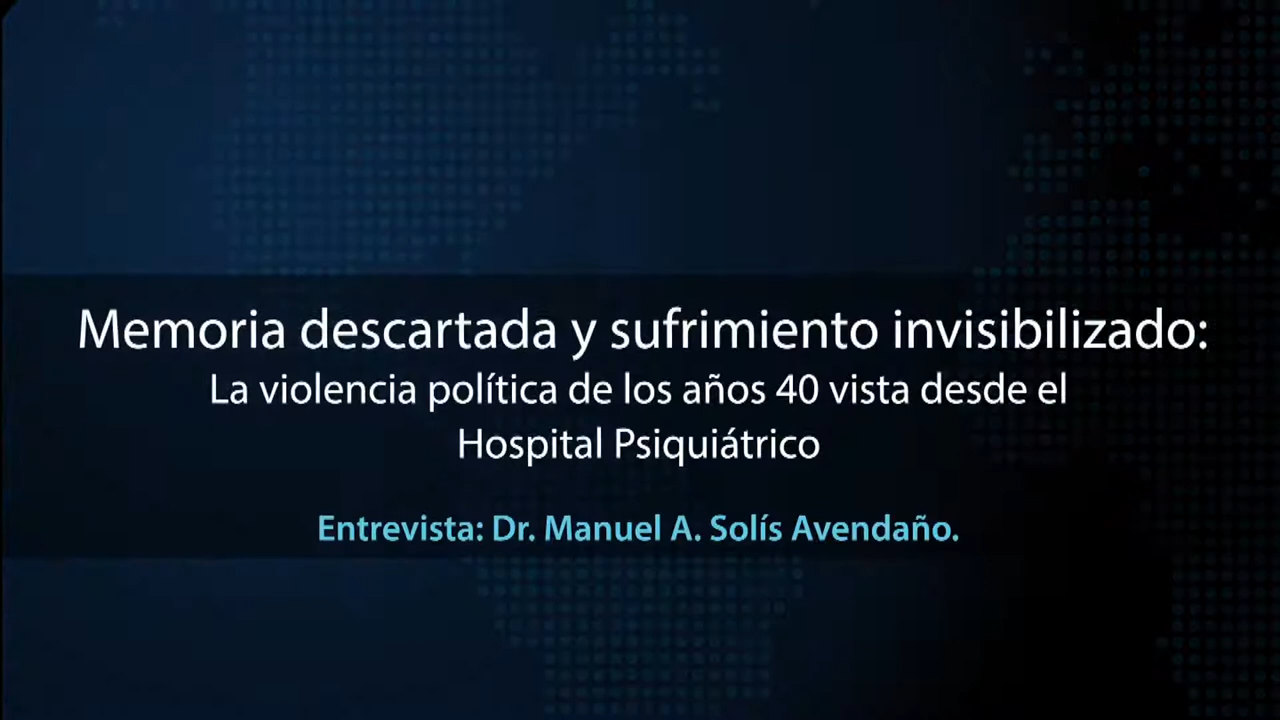 Memoria descartada y sufrimiento invisibilizado:
La violencia política de los años 40 vista desde el
Hospital Psiquiátrico
Entrevista: Dr. Manuel A. Solís Avendaño.